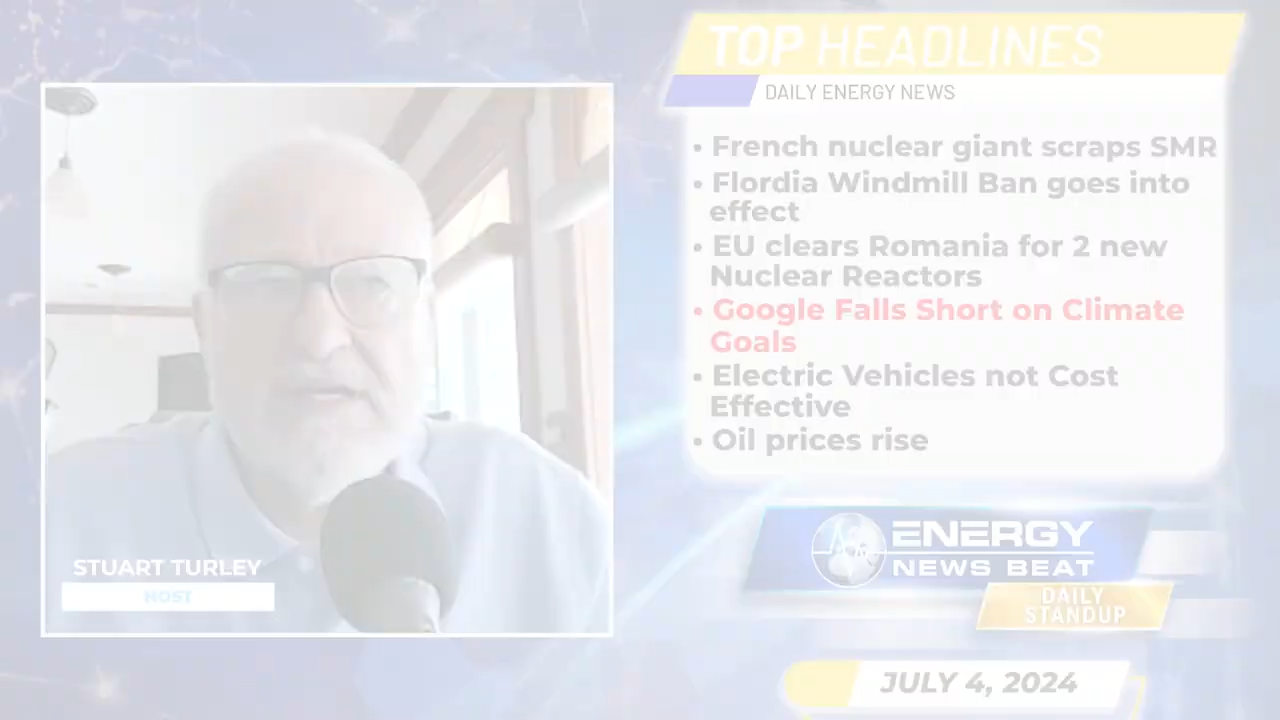 TOP HEADLINES
DAILY ENERGY NEWS
• French nuclear giant scraps SMR
• Flordia Windmill Ban goes into
effect
• EU clears Romania for 2 new
Nuclear Reactors
• Google Falls Short on Climate
Goals
• Electric Vehicles not Cost
Effective
• Oil prices rise
STUART TURLEY
HOST
ENERGY
NEWS BEAT
DAILY
STANDUP
JULY 4, 2024